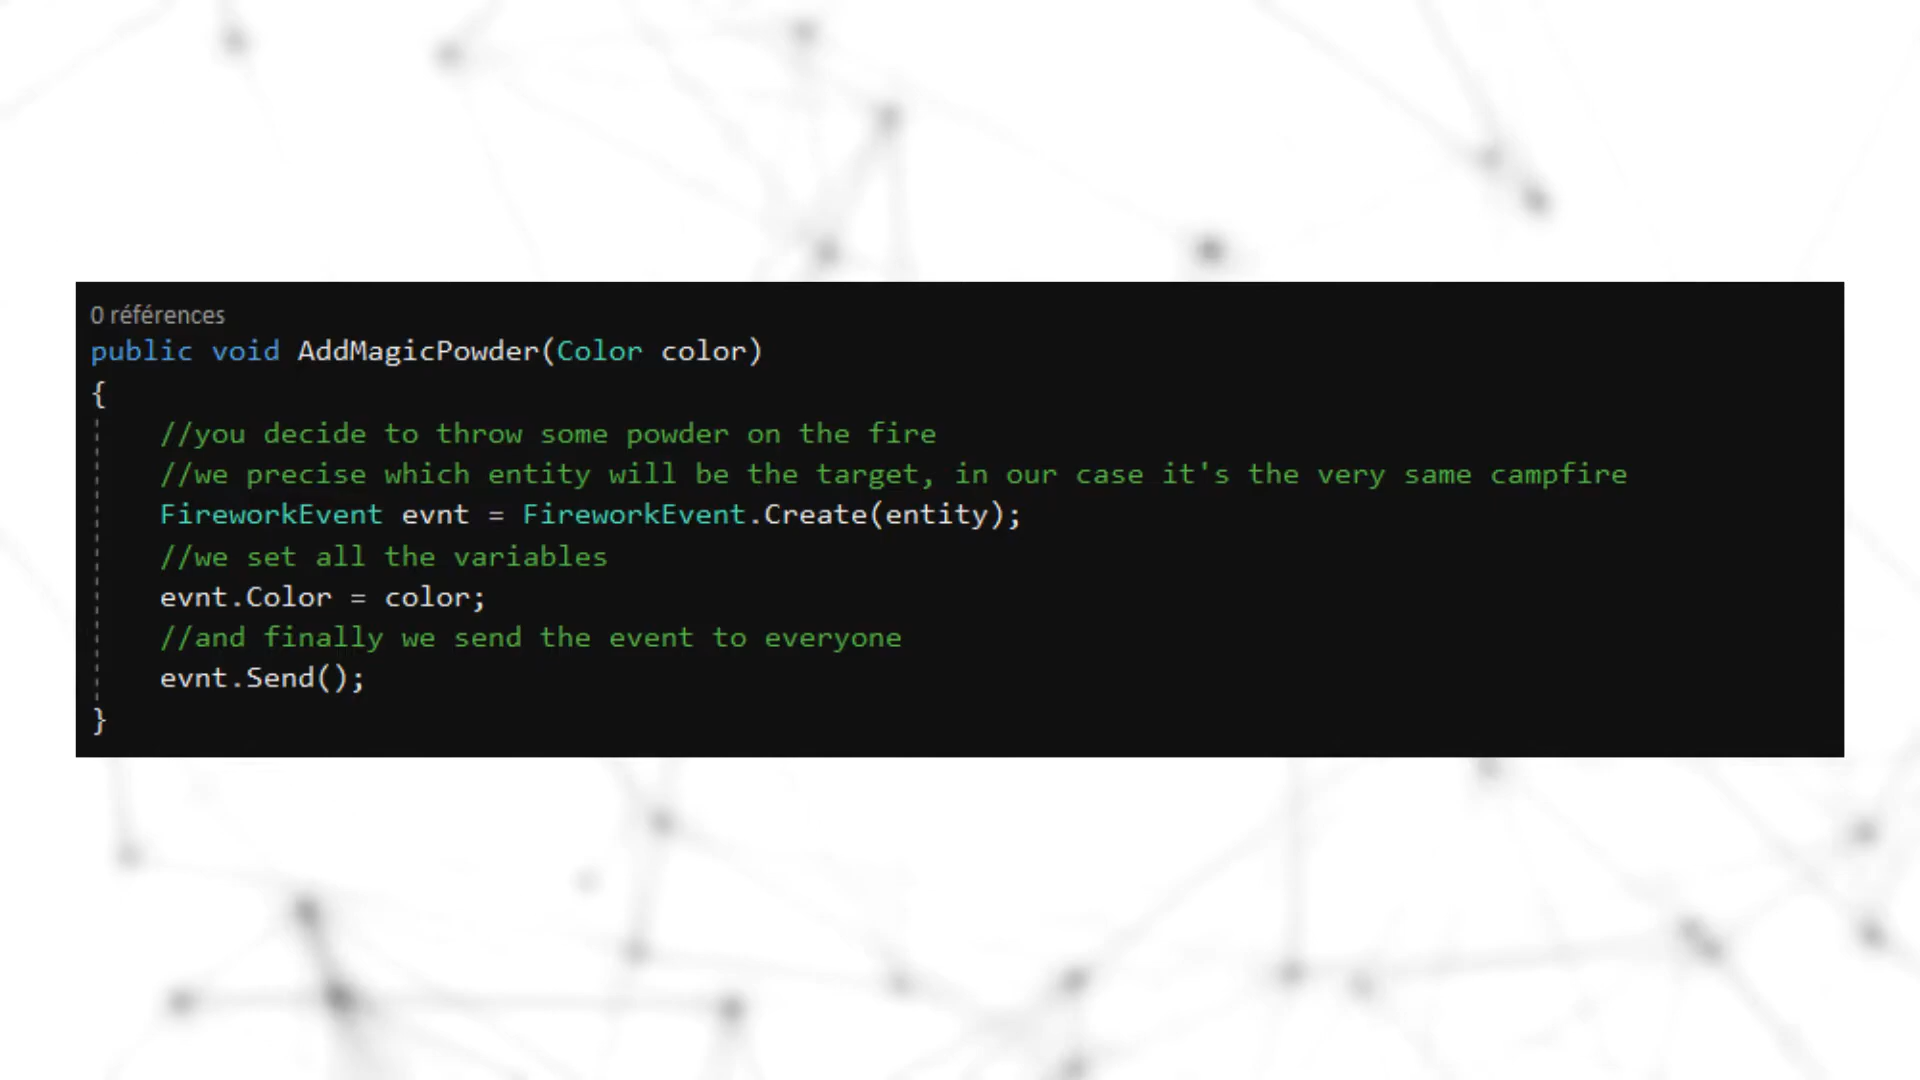 0 références
public void AddMagicPowder(Color color)
{
//you decide to throw some powder on the fire
//we precise which entity will be the target, in our case it's the very same campfire
FireworkEvent evnt = FireworkEvent.Create(entity);
//we set all the variables
evnt.Color = color;
//and finally we send the event to everyone
evnt.Send();
}